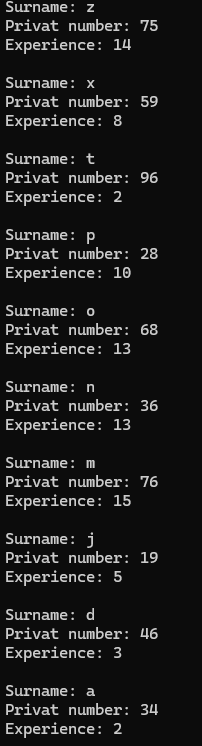 Surname: z
Privat number: 75
Experience: 14
Surname: x
Privat number: 59
Experience: 8
Surname: t
Privat number: 96
Experience: 2
Surname: p
Privat number: 28
Experience: 10
Surname: o
Privat number: 68
Experience: 13
Surname: n
Privat number: 36
Experience: 13
Surname: m
Privat number: 76
Experience: 15
Surname: j
Privat number: 19
Experience: 5
Surname: d
Privat number: 46
Experience: 3
Surname: a
Privat number: 34
Experience: 2